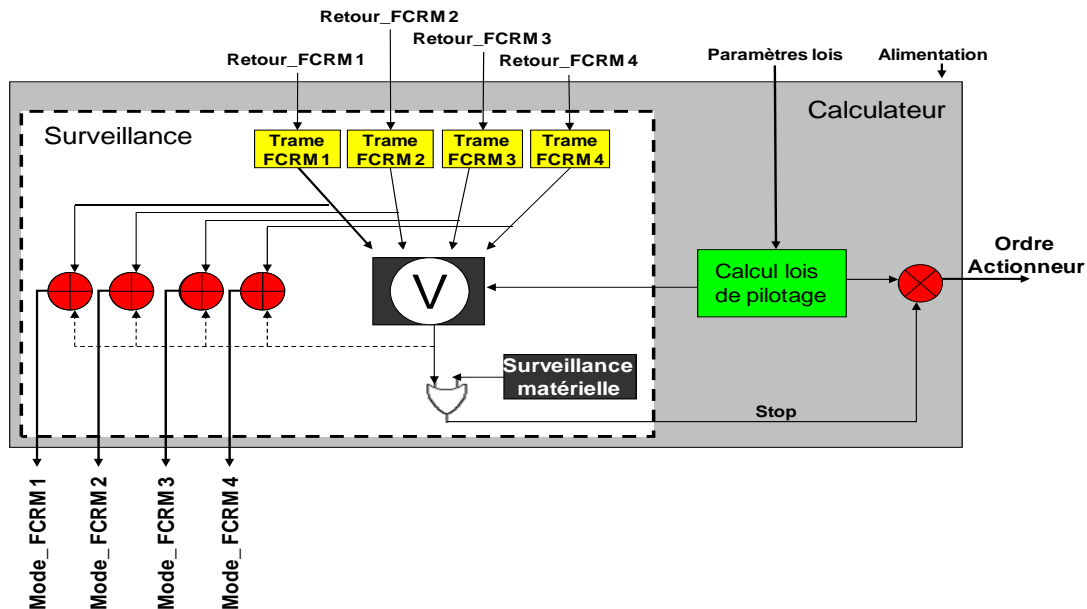 Retour_FCRM 2
Retour_FCRM 3
Retour_FCRM 1
Retour_FCRM 4
Paramètres lois
Alimentation
Calculateur
Surveillance
Trame
FCRM 1
Trame
FCRM 2
Trame
FCRM 3
Trame
FCRM 4
V
Calcul lois
de pilotage
Ordre
Actionneur
Surveillance
matérielle
Stop
Mode_FCRM 1
Mode_FCRM 2
Mode_FCRM 3
Mode_FCRM 4